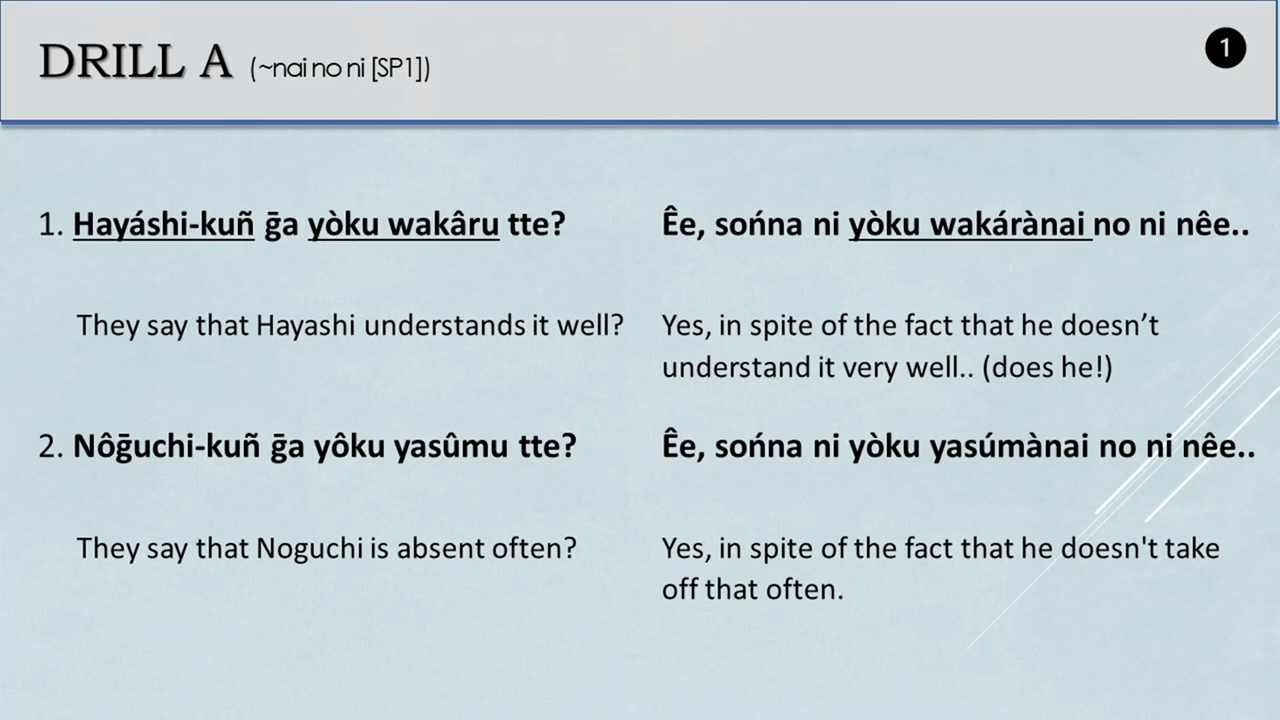 DRILL A (~nai no ni [SP1])
1
1. Hayáshi-kuñ ḡa yòku wakâru tte?
Êe, sońna ni yòku wakárànai no ni nêe..
They say that Hayashi understands it well?
Yes, in spite of the fact that he doesn’t
understand it very well.. (does he!)
2. Nôḡuchi-kuñ ḡa yôku yasûmu tte?
Êe, sońna ni yòku yasúmànai no ni nêe..
They say that Noguchi is absent often?
Yes, in spite of the fact that he doesn't take
off that often.